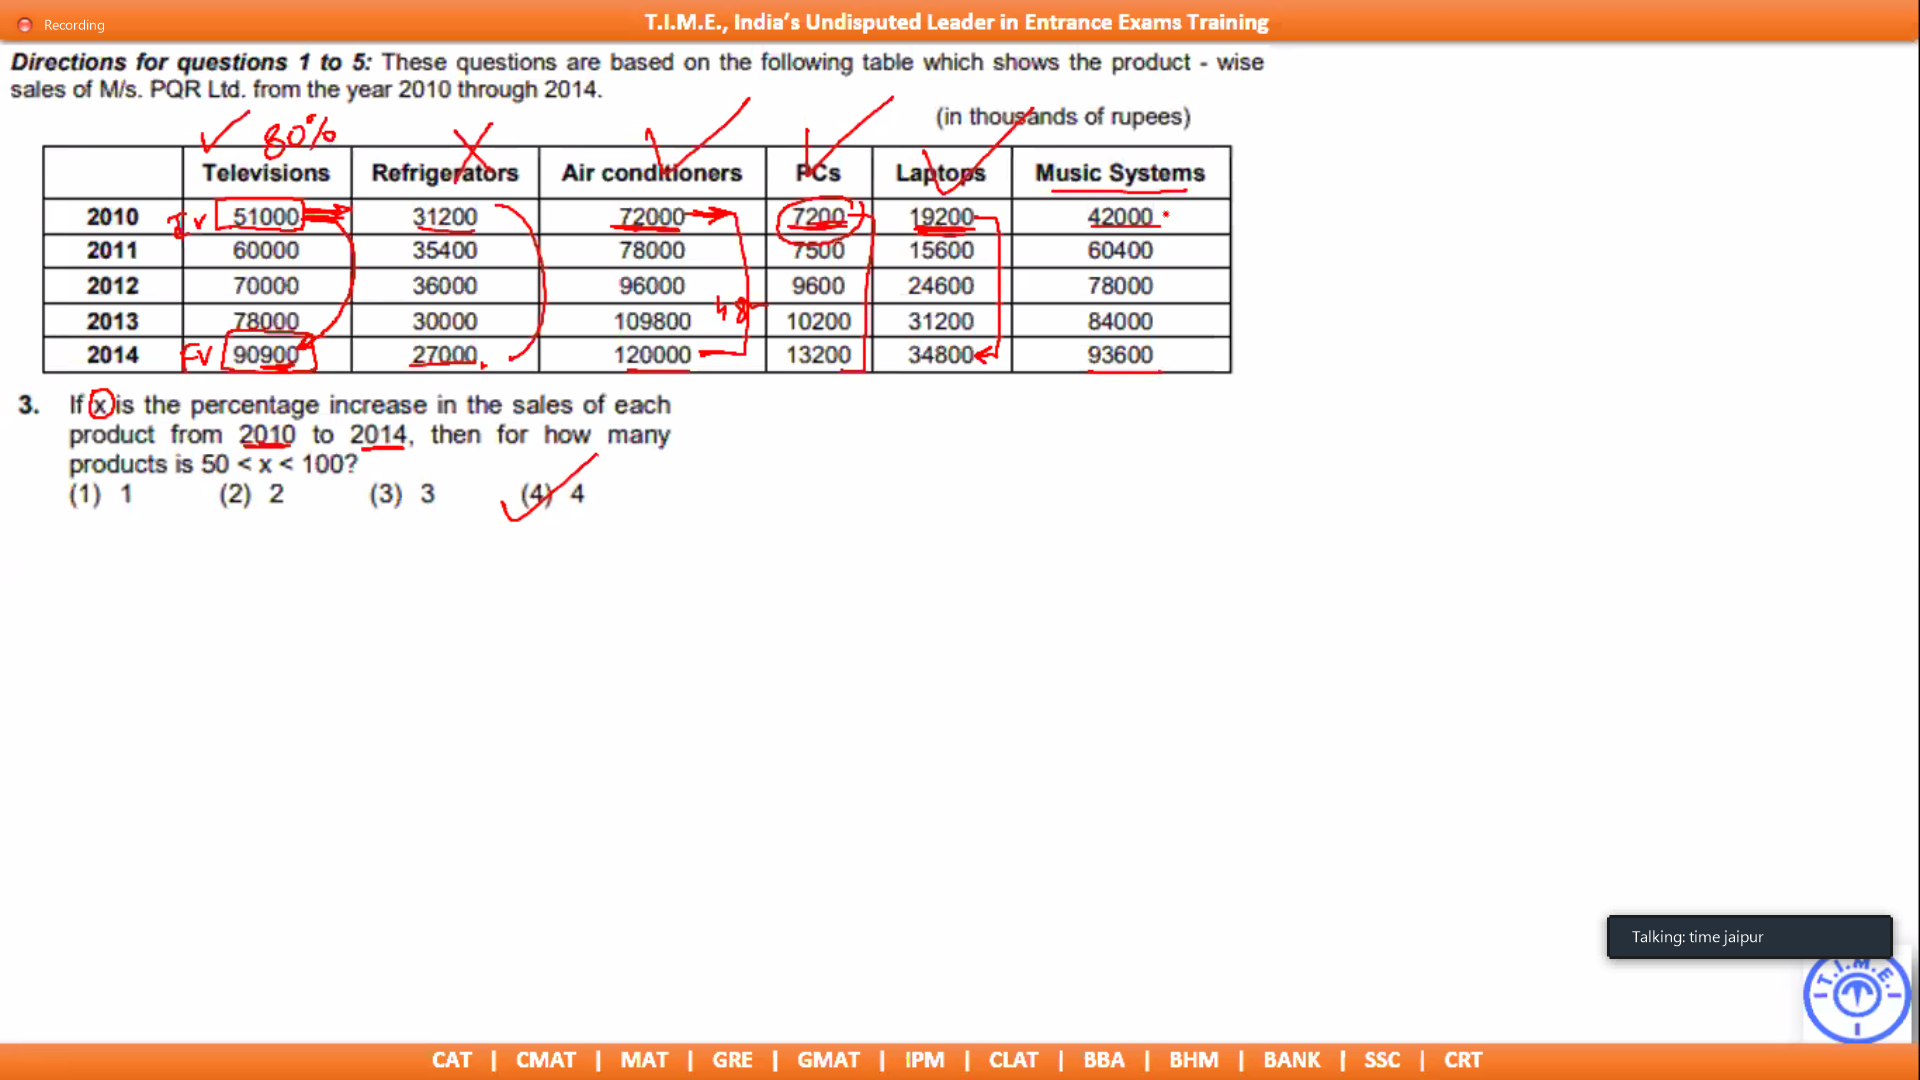 Recording
T.I.M.E., India's Undisputed Leader in Entrance Exams Training
Directions for questions 1 to 5: These questions are based on the following table which shows the product - wise
sales of M/s. PQR Ltd. from the year 2010 through 2014.
(in thousands of rupees)
80%
Televisions Refrigerators Air conditioners PCs Laptops Music Systems
IV 2010 51000 31200 72000 7200 19200 42000
2011 60000 35400 78000 7500 15600 60400
2012 70000 36000 96000 9600 24600 78000
48
2013 78000 30000 109800 10200 31200 84000
FV 2014 90900 27000 120000 13200 34800 93600
3. If x is the percentage increase in the sales of each
product from 2010 to 2014, then for how many
products is 50 < x < 100?
(1) 1 (2) 2 (3) 3 (4) 4
Talking: time jaipur
T.I.M.E.
CAT | CMAT | MAT | GRE | GMAT | IPM | CLAT | BBA | BHM | BANK | SSC | CRT